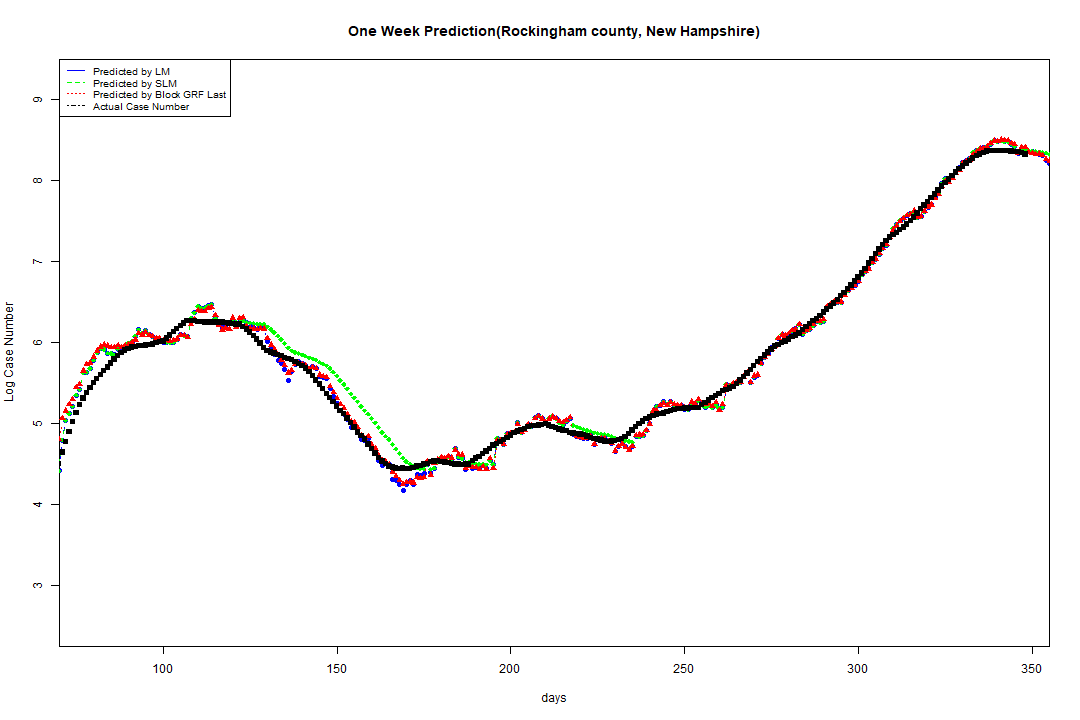 One Week Prediction(Rockingham county, New Hampshire)
Predicted by LM
Predicted by SLM
Predicted by Block GRF Last
Actual Case Number
9
8
7
6
5
4
3
Log Case Number
100 150 200 250 300 350
days